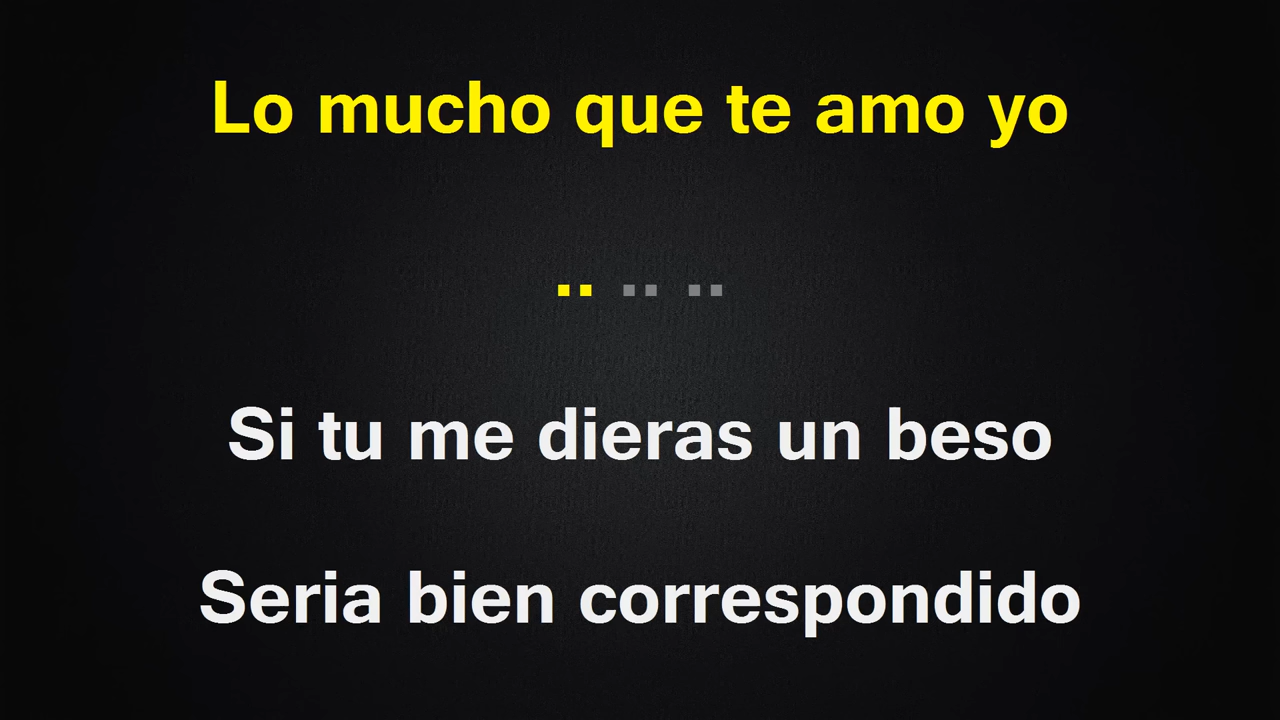 Lo mucho que te amo yo
Si tu me dieras un beso
Seria bien correspondido